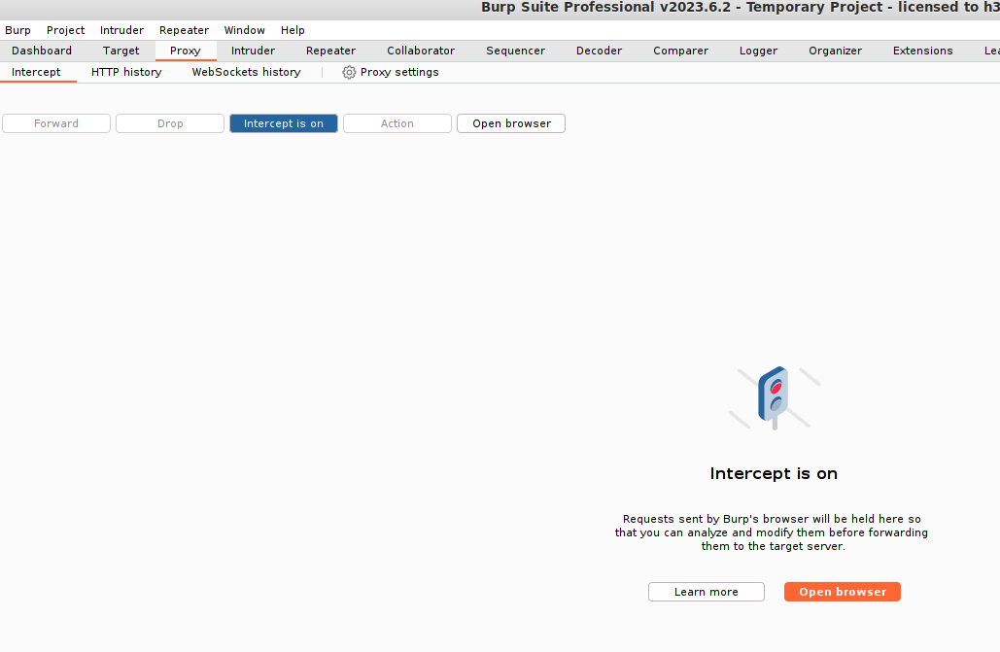 Burp Suite Professional v2023.6.2 - Temporary Project - licensed to h3
Burp Project Intruder Repeater Window Help
Dashboard Target Proxy Intruder Repeater Collaborator Sequencer Decoder Comparer Logger Organizer Extensions Lea
Intercept HTTP history WebSockets history Proxy settings
Forward Drop Intercept is on Action Open browser
Intercept is on
Requests sent by Burp's browser will be held here so
that you can analyze and modify them before forwarding
them to the target server.
Learn more Open browser